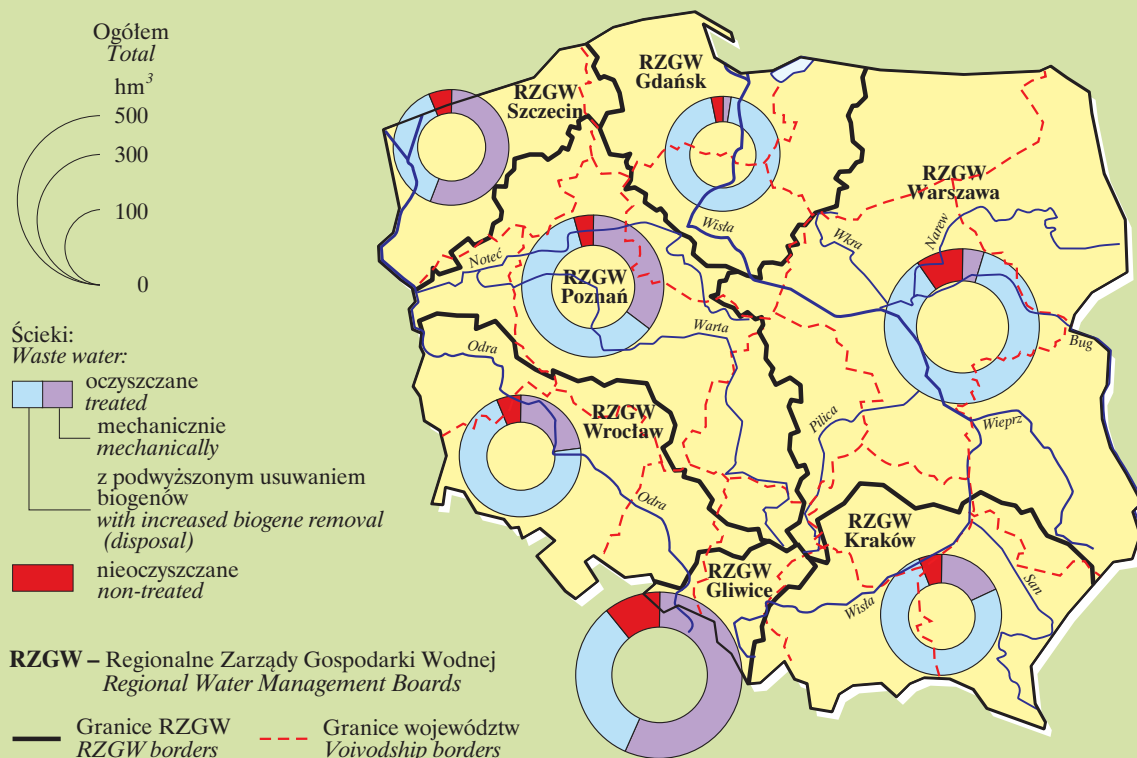 Ogółem
Total
hm³
500
300
100
0
Ścieki:
Waste water:
oczyszczane
treated
mechanicznie
mechanically
z podwyższonym usuwaniem
biogenów
with increased biogene removal
(disposal)
nieoczyszczane
non-treated
RZGW – Regionalne Zarządy Gospodarki Wodnej
Regional Water Management Boards
Granice RZGW
RZGW borders
Granice województw
Voivodship borders
RZGW
Szczecin
RZGW
Gdańsk
RZGW
Warszawa
RZGW
Poznań
RZGW
Wrocław
RZGW
Gliwice
RZGW
Kraków
Wisła
Wkra
Narew
Noteć
Warta
Odra
Bug
Pilica
Wieprz
Odra
Wisła
San